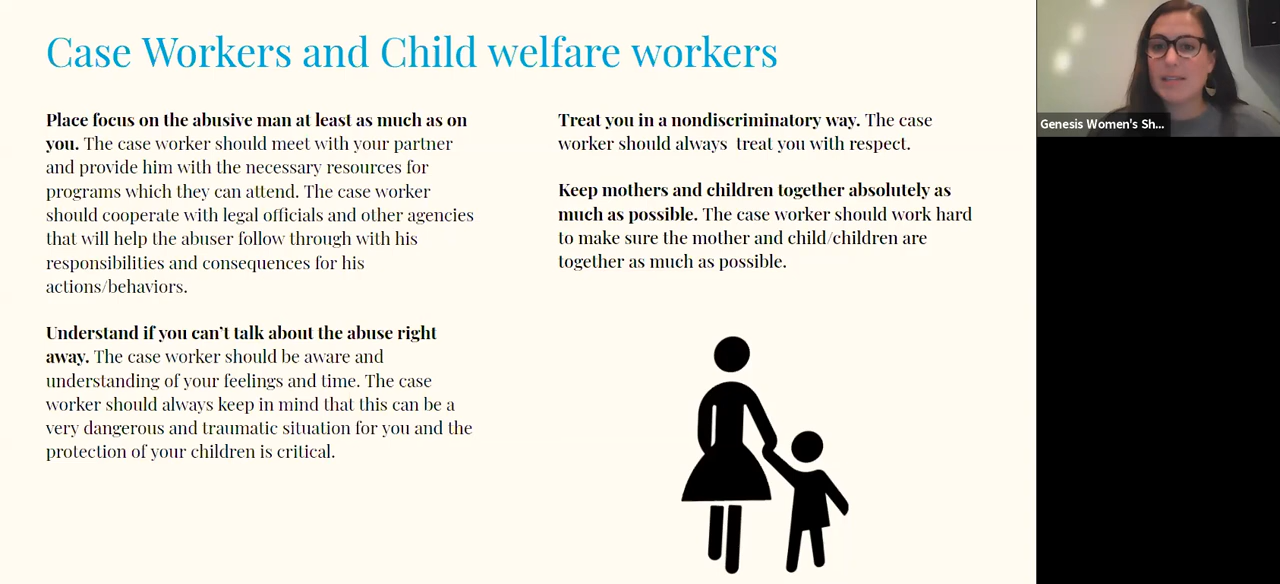 Case Workers and Child welfare workers
Place focus on the abusive man at least as much as on
you. The case worker should meet with your partner
and provide him with the necessary resources for
programs which they can attend. The case worker
should cooperate with legal officials and other agencies
that will help the abuser follow through with his
responsibilities and consequences for his
actions/behaviors.
Understand if you can't talk about the abuse right
away. The case worker should be aware and
understanding of your feelings and time. The case
worker should always keep in mind that this can be a
very dangerous and traumatic situation for you and the
protection of your children is critical.
Treat you in a nondiscriminatory way. The case
worker should always  treat you with respect.
Keep mothers and children together absolutely as
much as possible. The case worker should work hard
to make sure the mother and child/children are
together as much as possible.
Genesis Women's Sh...